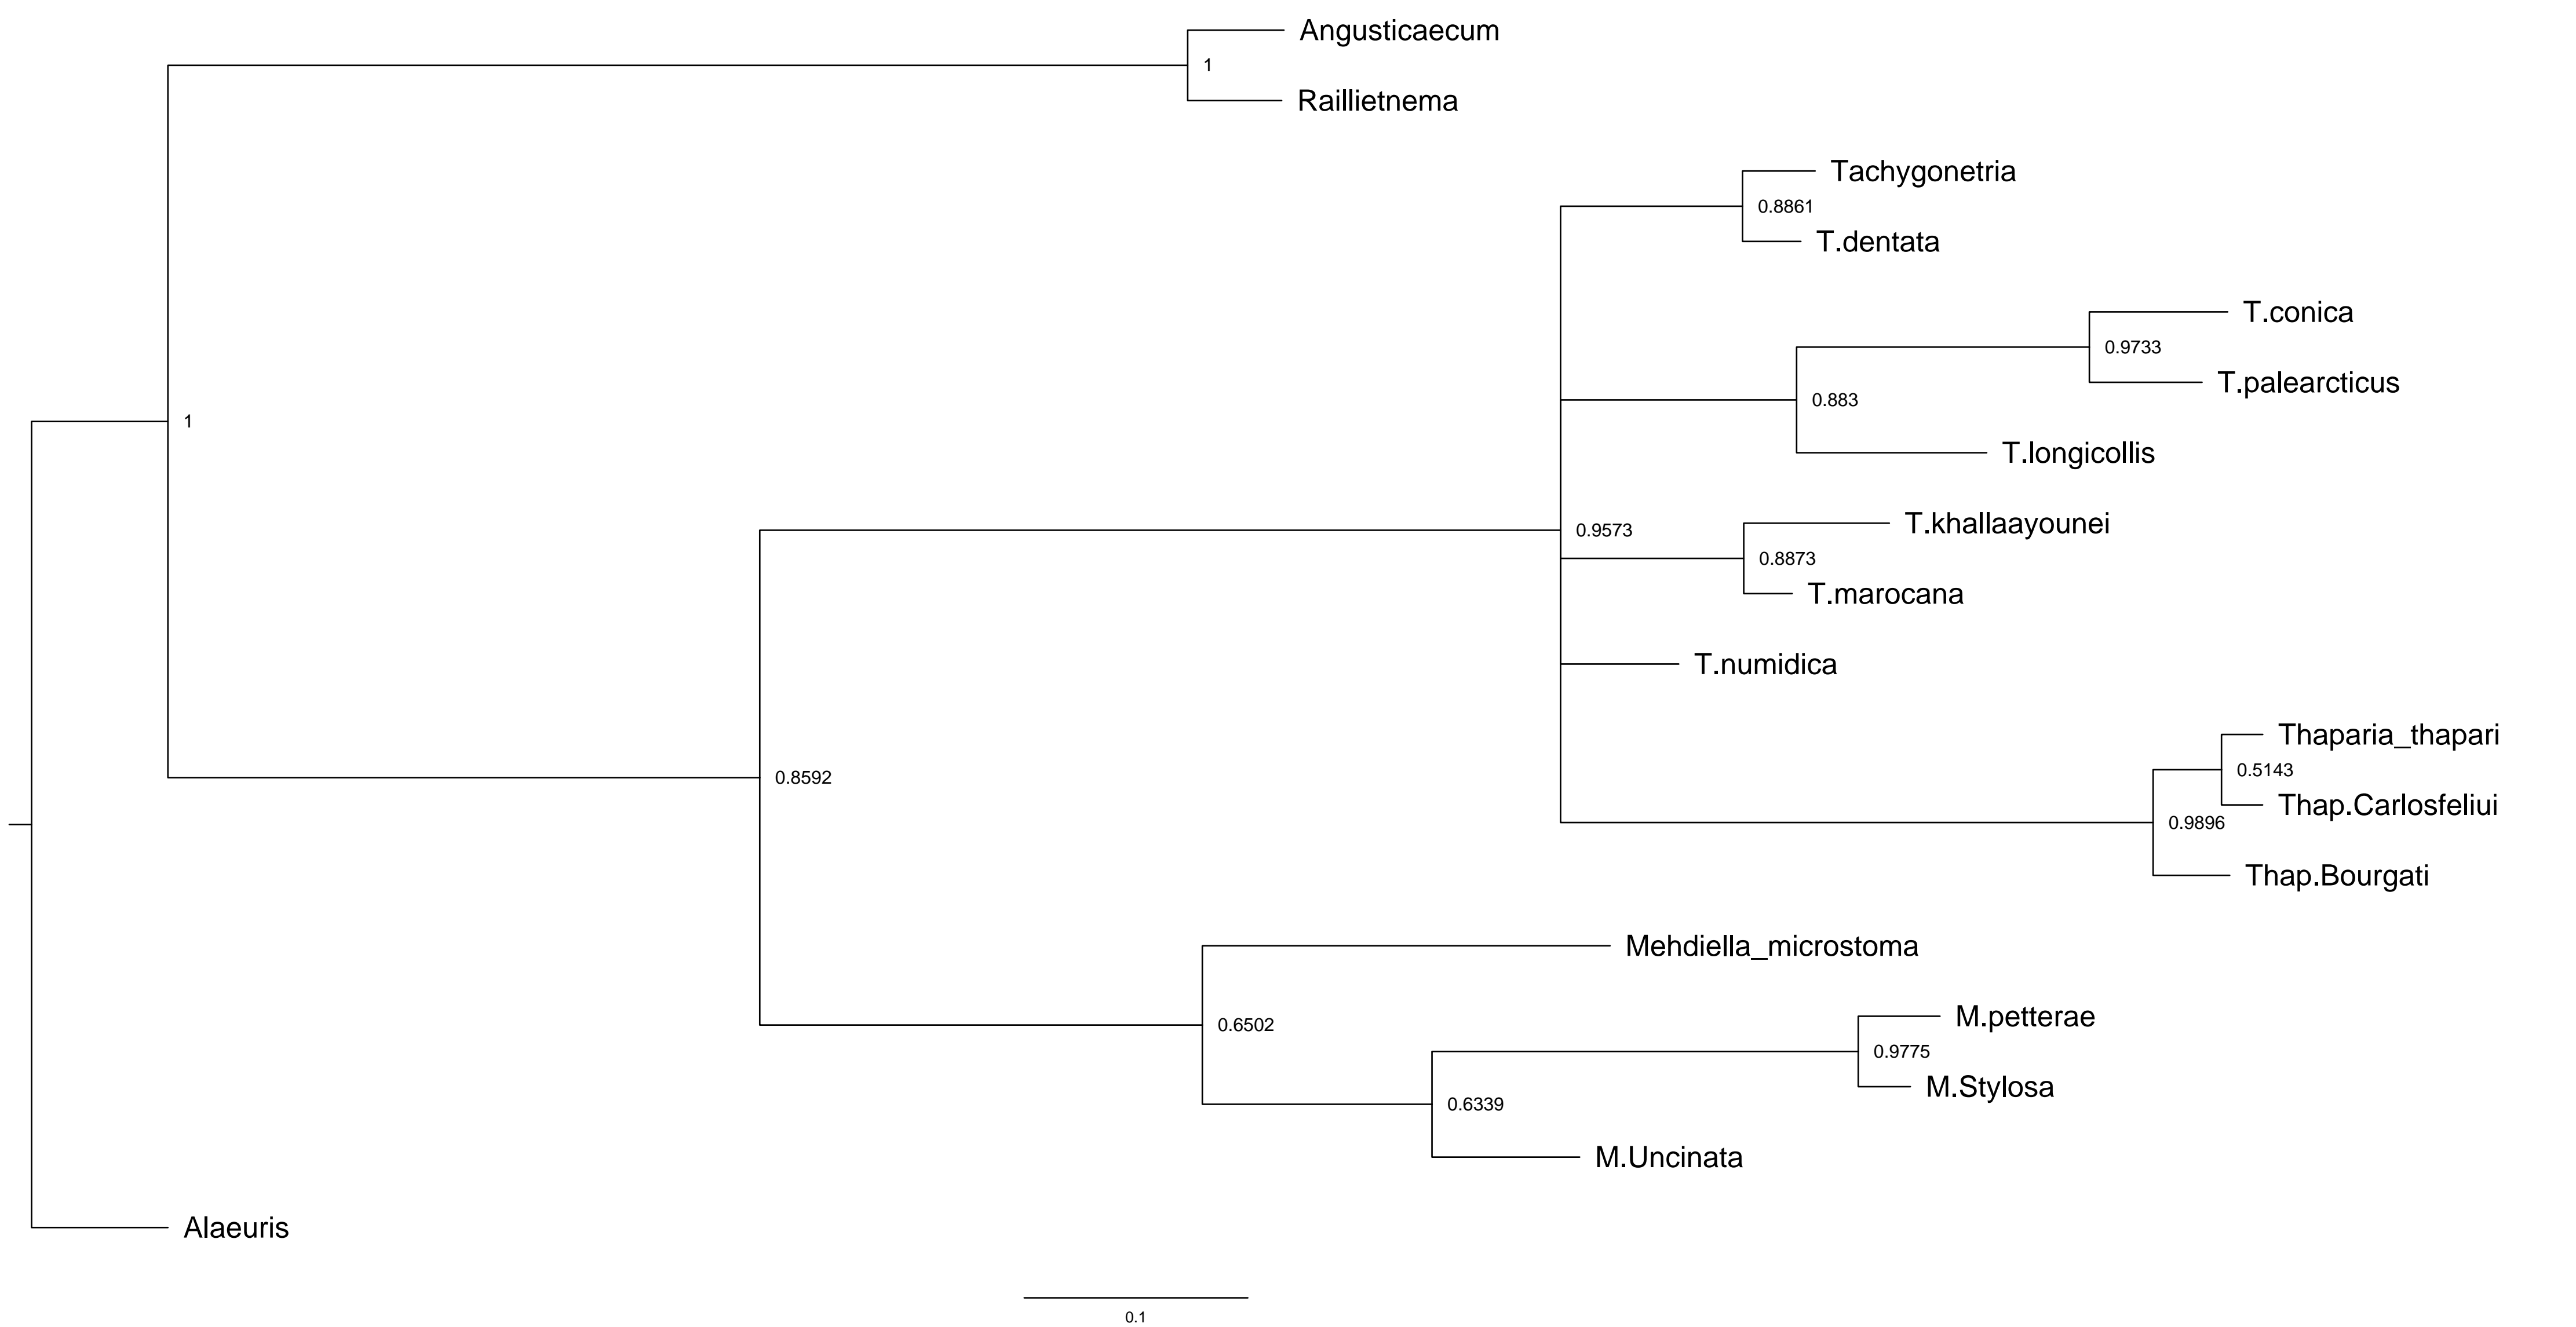 Angusticaecum
1
Raillietnema
Tachygonetria
0.8861
T.dentata
T.conica
0.9733
T.palearcticus
0.883
1
T.longicollis
T.khallaayounei
0.9573
0.8873
T.marocana
T.numidica
Thaparia_thapari
0.5143
0.8592
Thap.Carlosfeliui
0.9896
Thap.Bourgati
Mehdiella_microstoma
M.petterae
0.6502
0.9775
M.Stylosa
0.6339
M.Uncinata
Alaeuris
0.1